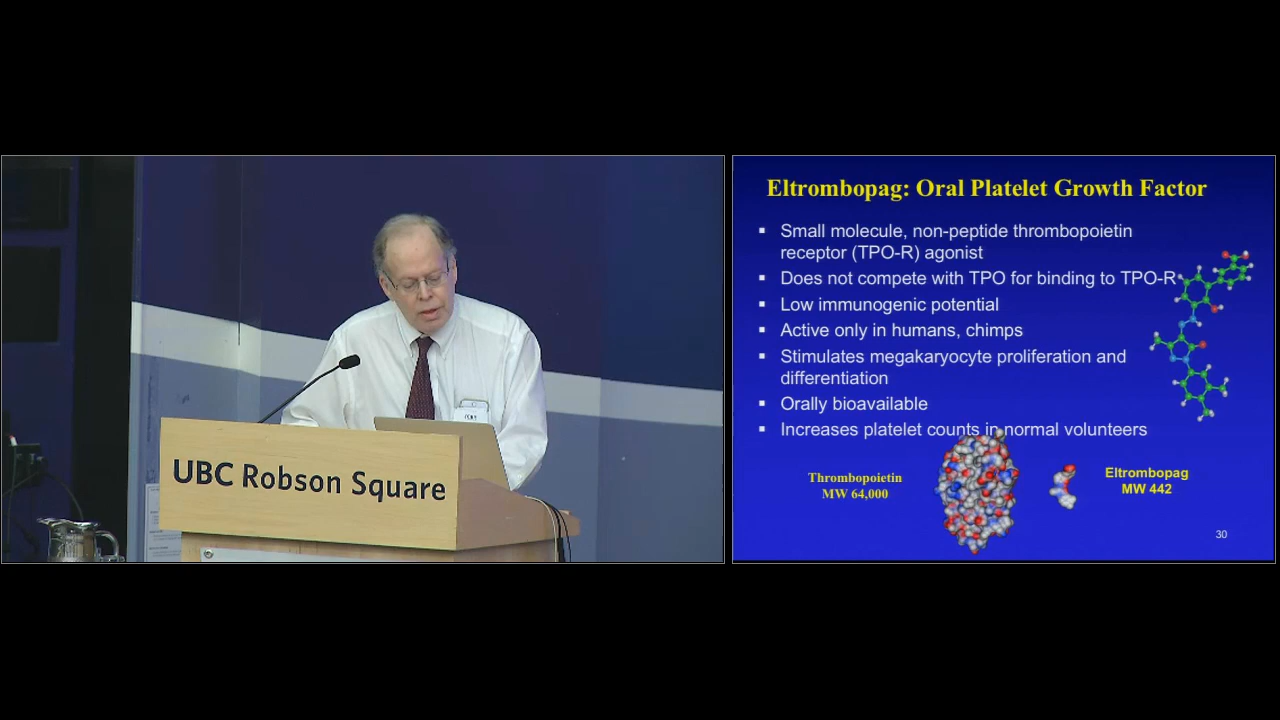 UBC Robson Square
Eltrombopag: Oral Platelet Growth Factor
▪ Small molecule, non-peptide thrombopoietin
receptor (TPO-R) agonist
▪ Does not compete with TPO for binding to TPO-R
▪ Low immunogenic potential
▪ Active only in humans, chimps
▪ Stimulates megakaryocyte proliferation and
differentiation
▪ Orally bioavailable
▪ Increases platelet counts in normal volunteers
Thrombopoietin
MW 64,000
Eltrombopag
MW 442
30